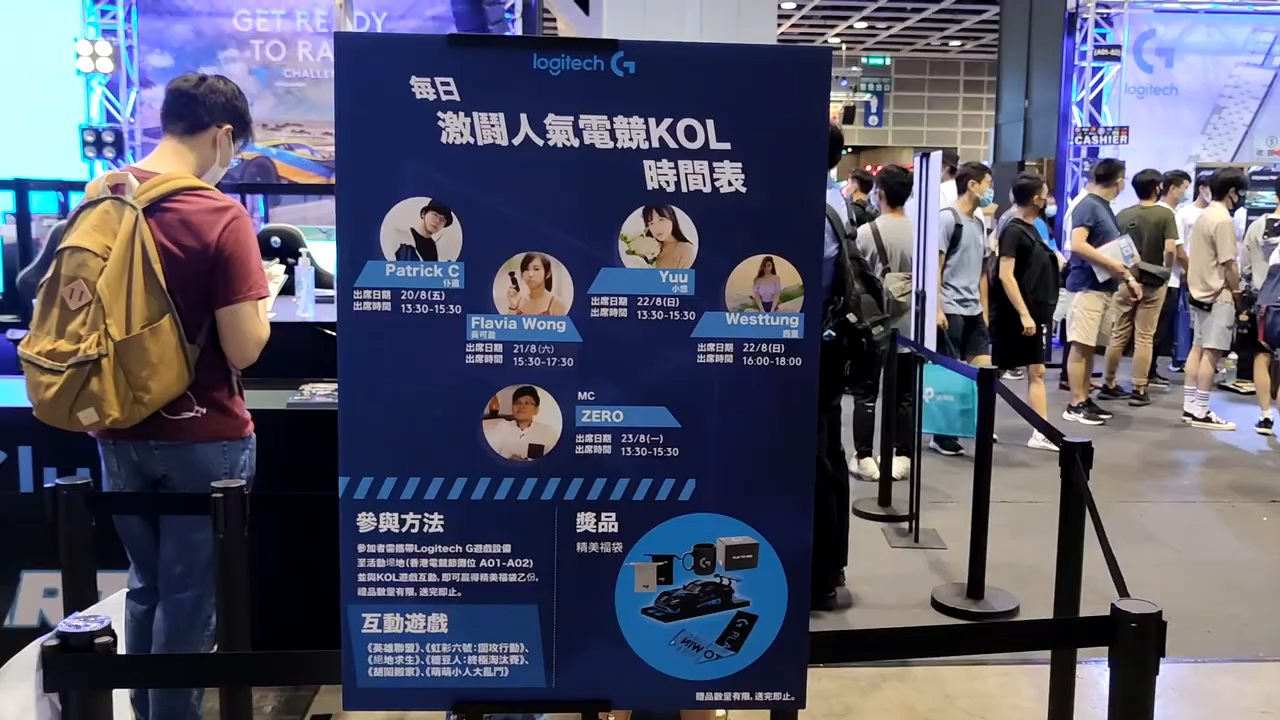 GET READY
TO RA
CHALLEN
logitech G
每日
激鬪人氣電競KOL
時間表
Patrick C
仆街
出席日期 20/8(五)
出席時間 13:30-15:30
Flavia Wong
黃可盈
出席日期 21/8(六)
出席時間 15:30-17:30
Yuu
小悠
出席日期 22/8(日)
出席時間 13:30-15:30
Westtung
西童
出席日期 22/8(日)
出席時間 16:00-18:00
MC
ZERO
出席日期 23/8(一)
出席時間 13:30-15:30
參與方法
參加者需攜帶Logitech G遊戲設備
至活動場地(香港電競節攤位 A01-A02)
並與KOL遊戲互動,即可贏得精美福袋乙份,
禮品數量有限,送完即止。
互動遊戲
《英雄聯盟》、《虹彩六號:圍攻行動》、
《絕地求生》、《糖豆人:終極淘汰賽》、
《胡鬧搬家》、《萌萌小人大亂鬥》
獎品
精美福袋
贈品數量有限,送完即止。
(A01-02)
logitech
CASHIER